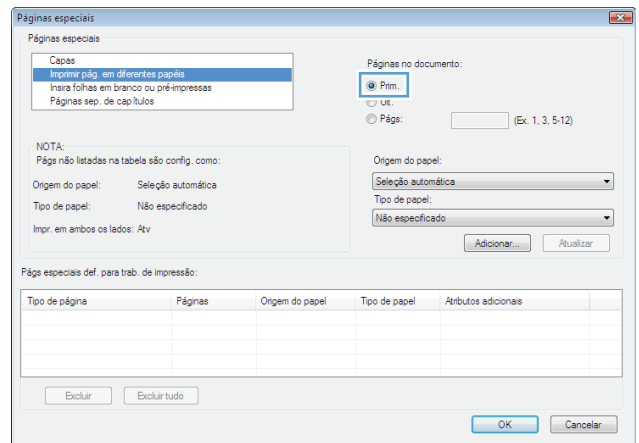 Páginas especiais
Páginas especiais
Capas
Imprimir pág. em diferentes papéis
Insira folhas em branco ou pré-impressas
Páginas sep. de capítulos
Páginas no documento:
Prim.
Últ.
Págs:
(Ex. 1, 3, 5-12)
NOTA:
Págs não listadas na tabela são config. como:
Origem do papel: Seleção automática
Tipo de papel: Não especificado
Impr. em ambos os lados: Atv
Origem do papel:
Seleção automática
Tipo de papel:
Não especificado
Adicionar... Atualizar
Págs especiais def. para trab. de impressão:
Tipo de página Páginas Origem do papel Tipo de papel Atributos adicionais
Excluir Excluir tudo
OK Cancelar